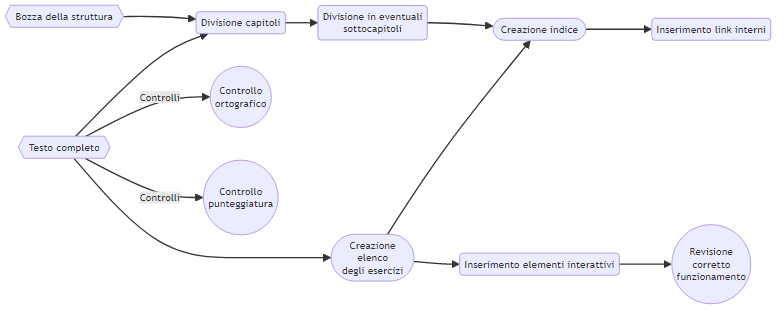 Bozza della struttura
Divisione capitoli
Divisione in eventuali
sottocapitoli
Creazione indice
Inserimento link interni
Controlli
Controllo
ortografico
Testo completo
Controlli
Controllo
punteggiatura
Creazione
elenco
degli esercizi
Inserimento elementi interattivi
Revisione
corretto
funzionamento